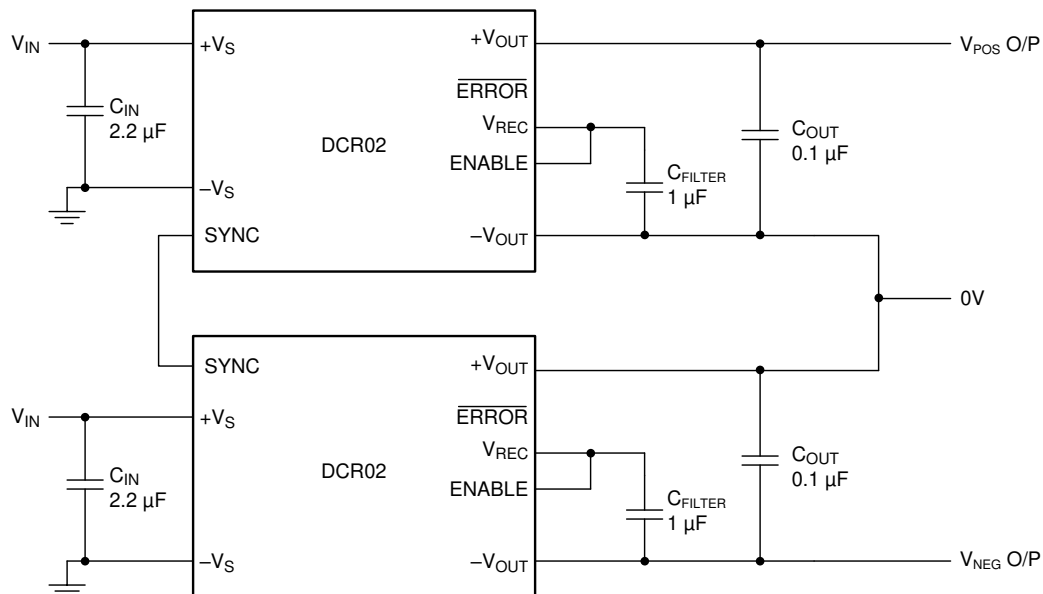 V_IN
+V_S
+V_OUT
V_POS O/P
ERROR
C_IN
2.2 µF
DCR02
V_REC
ENABLE
C_OUT
0.1 µF
C_FILTER
1 µF
–V_S
SYNC
–V_OUT
0V
SYNC
+V_OUT
V_IN
+V_S
ERROR
C_IN
2.2 µF
DCR02
V_REC
ENABLE
C_OUT
0.1 µF
C_FILTER
1 µF
–V_S
–V_OUT
V_NEG O/P